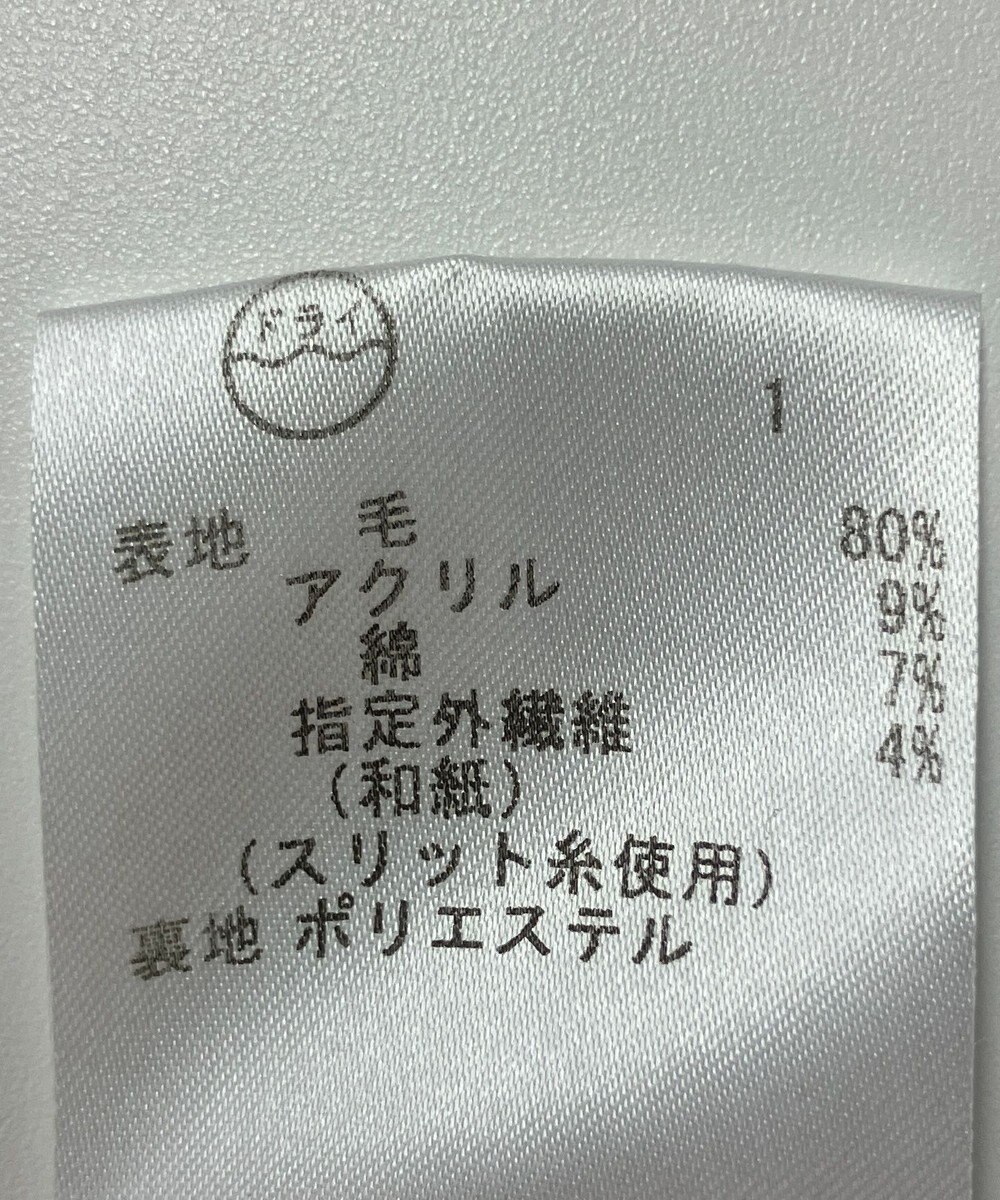 ドライ
1
表地 毛 80%
アクリル 9%
綿 7%
指定外繊維 4%
(和紙)
(スリット糸使用)
裏地 ポリエステル